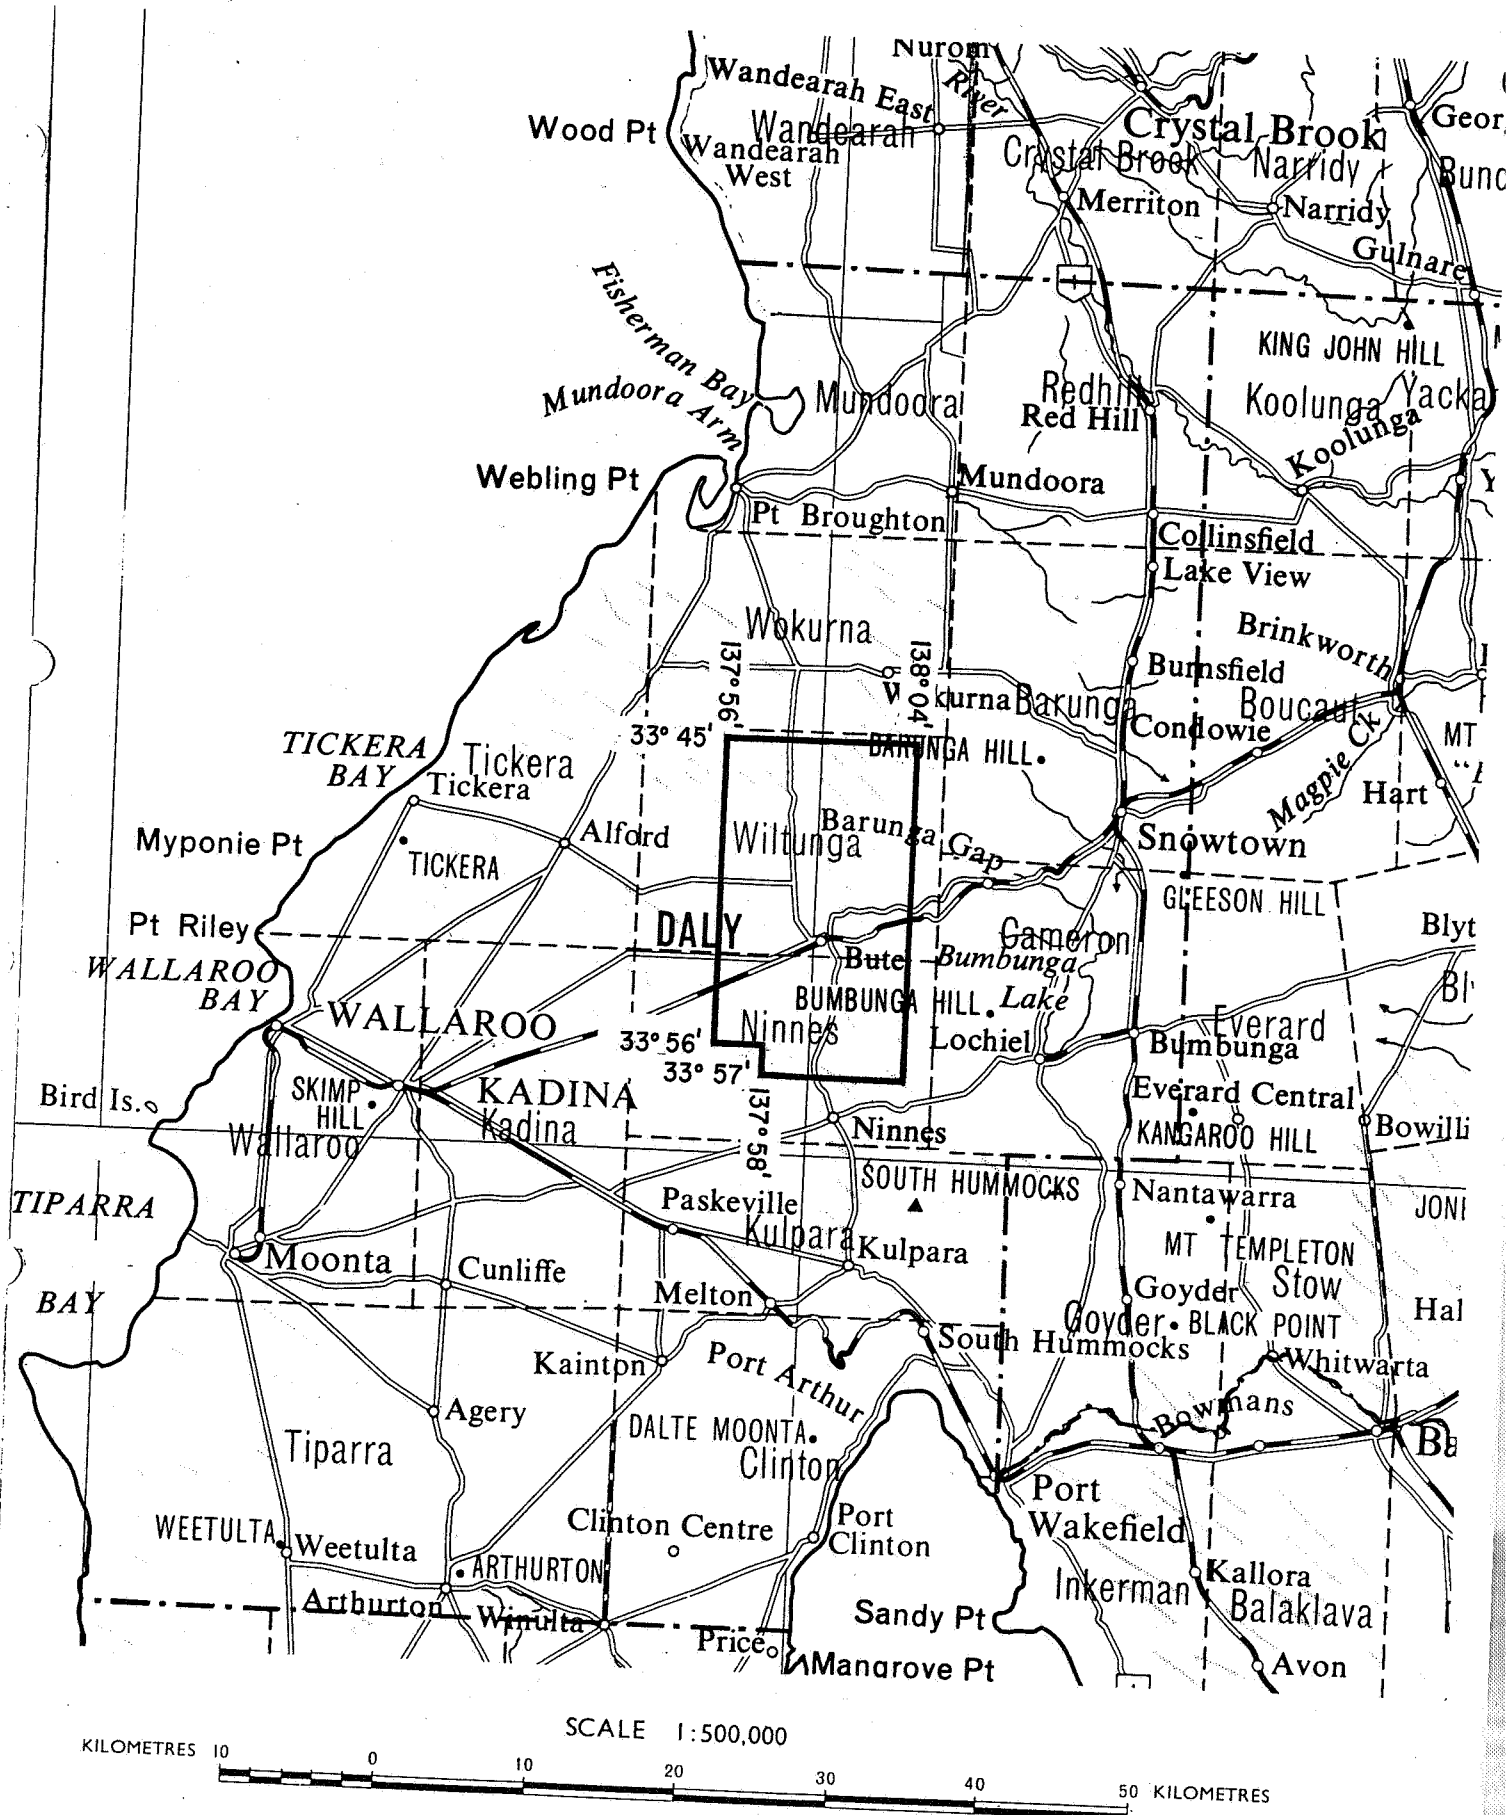 Nurom
River
Wandearah East
Wood Pt
Wandearah
Wandearah
West
Crystal Brook
Crystal Brook
Narridy
Merriton
Narridy
Gulnare
Fisherman Bay
Mundoora Arm
KING JOHN HILL
Mundoora
Redhill
Red Hill
Koolunga
Yacka
Koolunga
Webling Pt
Mundoora
Pt Broughton
Collinsfield
Lake View
Wokurna
Brinkworth
137° 56'
138° 04'
Burnsfield
Barunga
Boucaut
33° 45'
Condowie
TICKERA
BAY
Tickera
Tickera
BARUNGA HILL
MT
Magpie Ck
Hart
Myponie Pt
Alford
TICKERA
Wiltunga
Barunga Gap
Snowtown
GLEESON HILL
Pt Riley
DALY
Cameron
Blyt
WALLAROO
BAY
Bute
Bumbunga
Lake
BUMBUNGA HILL
WALLAROO
Ninnes
33° 56'
33° 57'
137° 58'
Lochiel
Everard
Bumbunga
Bird Is.
SKIMP
HILL
KADINA
Kadina
Wallaroo
Everard Central
KANGAROO HILL
Bowilli
Ninnes
TIPARRA
BAY
SOUTH HUMMOCKS
Nantawarra
JONI
Paskeville
Kulpara
Kulpara
MT TEMPLETON
Moonta
Cunliffe
Melton
Goyder
Stow
Goyder
BLACK POINT
Hal
South Hummocks
Kainton
Port Arthur
Whitwarta
Agery
DALTE MOONTA
Bowmans
Tiparra
Clinton
Port
Wakefield
WEETULTA
Weetulta
Clinton Centre
Port
Clinton
ARTHURTON
Arthurton
Winulta
Inkerman
Kallora
Balaklava
Sandy Pt
Price
Mangrove Pt
Avon
SCALE 1:500,000
KILOMETRES 10 0 10 20 30 40 50 KILOMETRES